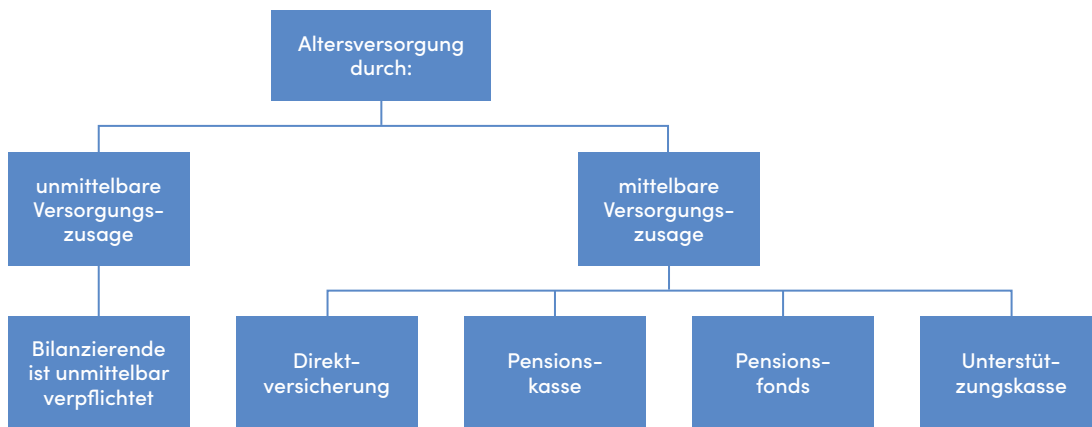 Altersversorgung
durch:
unmittelbare
Versorgungs-
zusage
mittelbare
Versorgungs-
zusage
Bilanzierende
ist unmittelbar
verpflichtet
Direkt-
versicherung
Pensions-
kasse
Pensions-
fonds
Unterstüt-
zungskasse